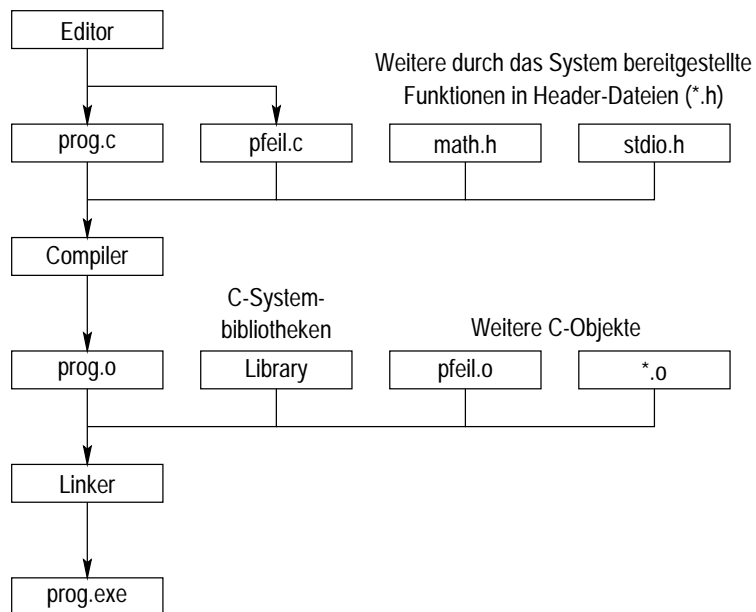 Editor
Weitere durch das System bereitgestellte
Funktionen in Header-Dateien (*.h)
prog.c
pfeil.c
math.h
stdio.h
Compiler
C-System-
bibliotheken
Weitere C-Objekte
prog.o
Library
pfeil.o
*.o
Linker
prog.exe